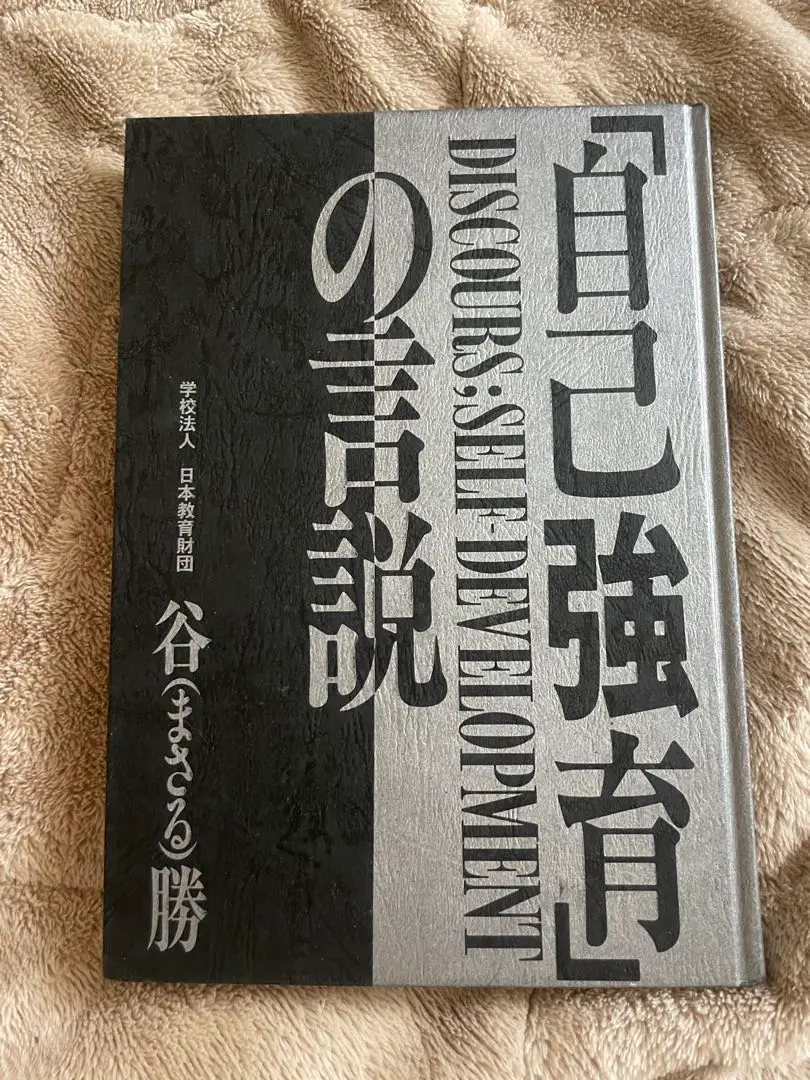 「自己強育」
DISCOURS;SELF-DEVELOPMENT
の言説
学校法人 日本教育財団
谷(まさる)勝